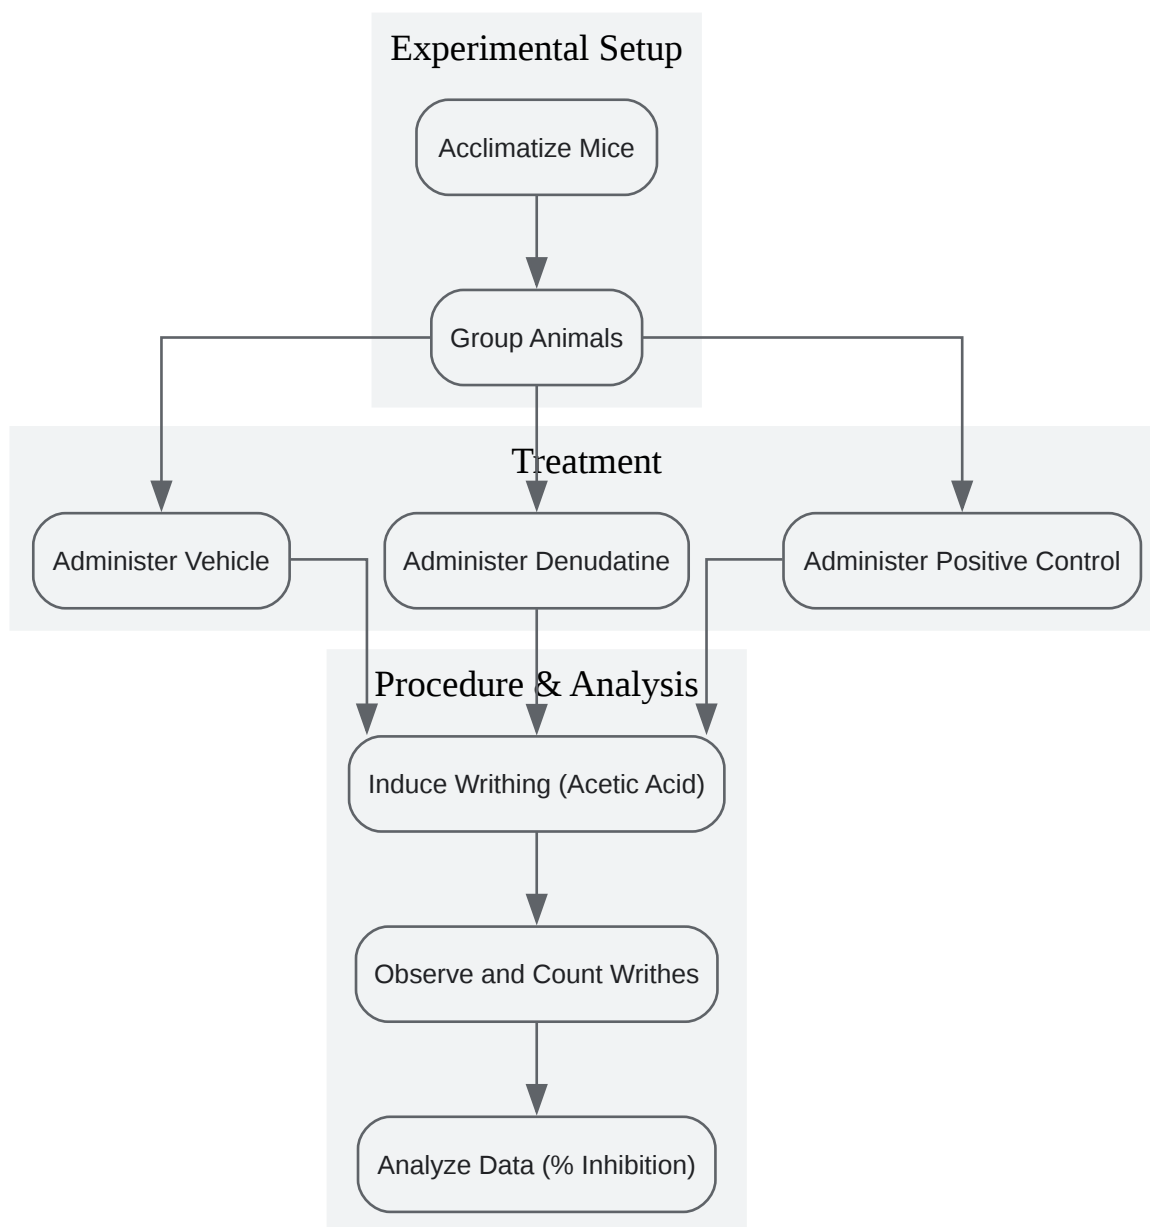 Experimental Setup
Acclimatize Mice
Group Animals
Treatment
Administer Vehicle
Administer Denudatine
Administer Positive Control
Procedure & Analysis
Induce Writhing (Acetic Acid)
Observe and Count Writhes
Analyze Data (% Inhibition)